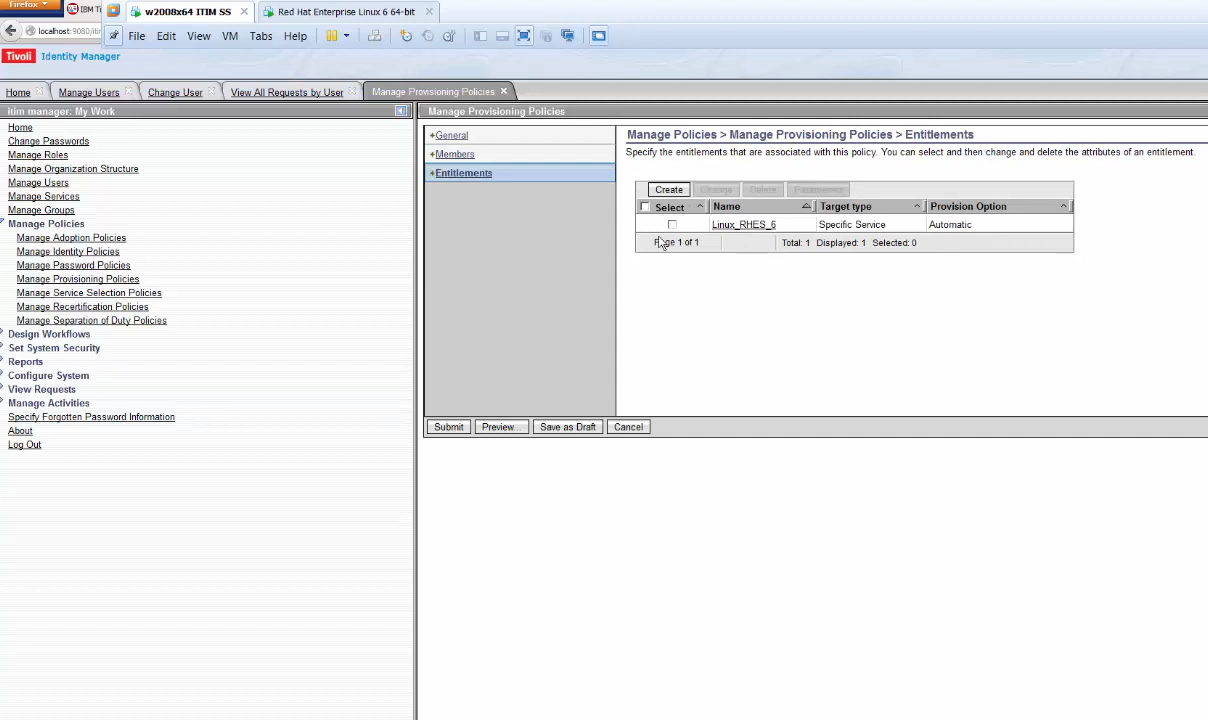 Firefox
IBM Ti
w2008x64 ITIM SS
Red Hat Enterprise Linux 6 64-bit
localhost:9080/itim
File Edit View VM Tabs Help
Tivoli Identity Manager
Home
Manage Users
Change User
View All Requests by User
Manage Provisioning Policies
itim manager: My Work
Home
Change Passwords
Manage Roles
Manage Organization Structure
Manage Users
Manage Services
Manage Groups
Manage Policies
Manage Adoption Policies
Manage Identity Policies
Manage Password Policies
Manage Provisioning Policies
Manage Service Selection Policies
Manage Recertification Policies
Manage Separation of Duty Policies
Design Workflows
Set System Security
Reports
Configure System
View Requests
Manage Activities
Specify Forgotten Password Information
About
Log Out
Manage Provisioning Policies
General
Members
Entitlements
Manage Policies > Manage Provisioning Policies > Entitlements
Specify the entitlements that are associated with this policy. You can select and then change and delete the attributes of an entitlement.
Create Change Delete Parameters
Select Name Target type Provision Option
Linux_RHES_6 Specific Service Automatic
Page 1 of 1 Total: 1 Displayed: 1 Selected: 0
Submit Preview... Save as Draft Cancel